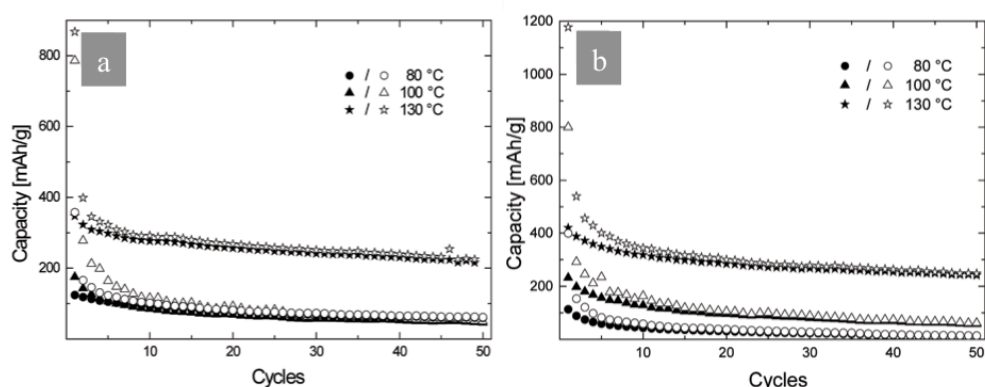 a
● / ○ 80 °C
▲ / △ 100 °C
★ / ☆ 130 °C
Capacity [mAh/g]
800
600
400
200
10
20
30
40
50
Cycles
b
● / ○ 80 °C
▲ / △ 100 °C
★ / ☆ 130 °C
Capacity [mAh/g]
1200
1000
800
600
400
200
10
20
30
40
50
Cycles